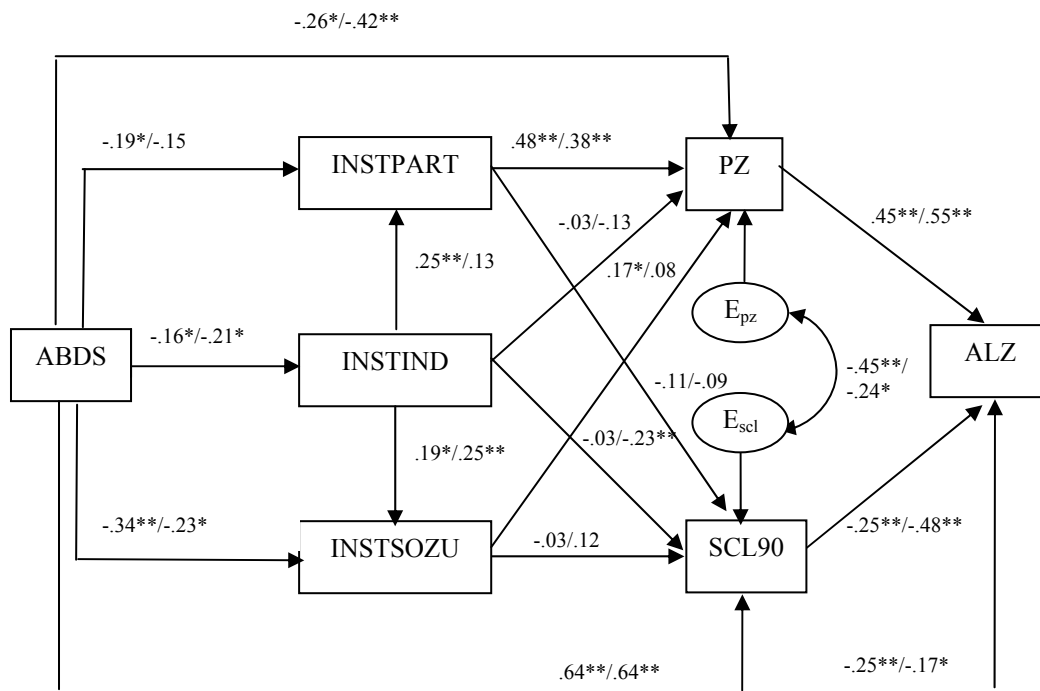 -.26*/-.42**
-.19*/-.15
INSTPART
.48**/.38**
PZ
-.03/-.13
.45**/.55**
.25**/.13
.17*/.08
E_pz
ABDS
-.16*/-.21*
INSTIND
ALZ
-.11/-.09
-.45**/
-.24*
E_scl
-.03/-.23**
.19*/.25**
-.34**/-.23*
INSTSOZU
-.03/.12
SCL90
-.25**/-.48**
.64**/.64**
-.25**/-.17*